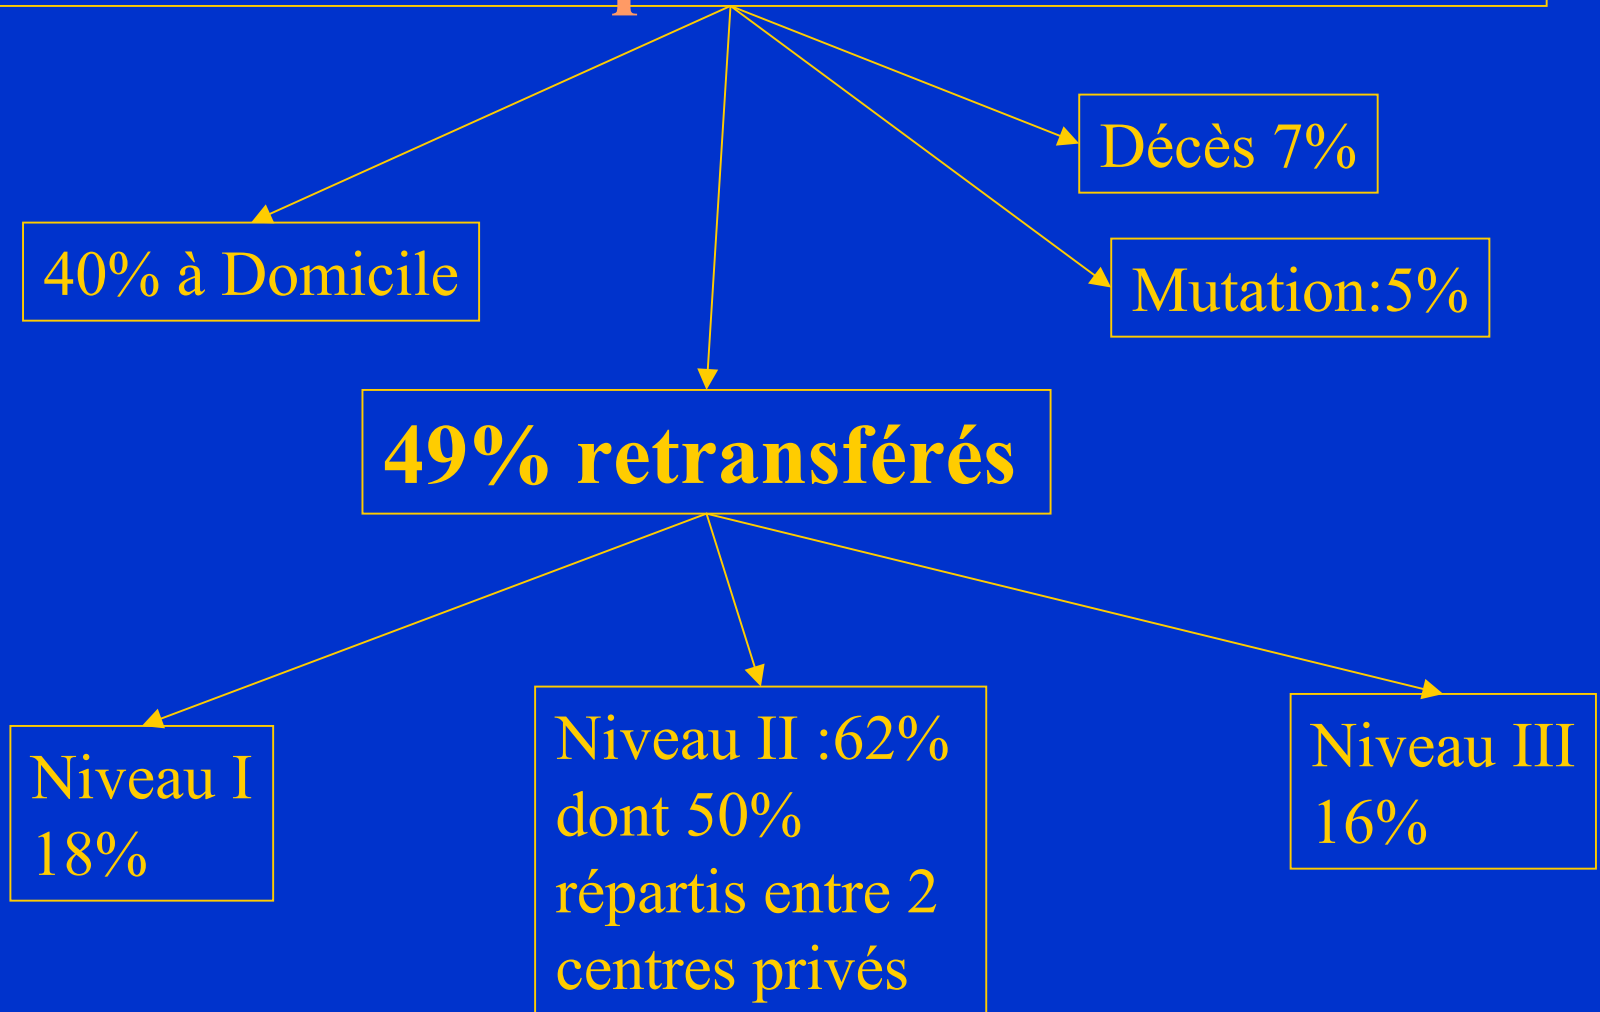 Décès 7%
40% à Domicile
Mutation:5%
49% retransférés
Niveau I
18%
Niveau II :62%
dont 50%
répartis entre 2
centres privés
Niveau III
16%